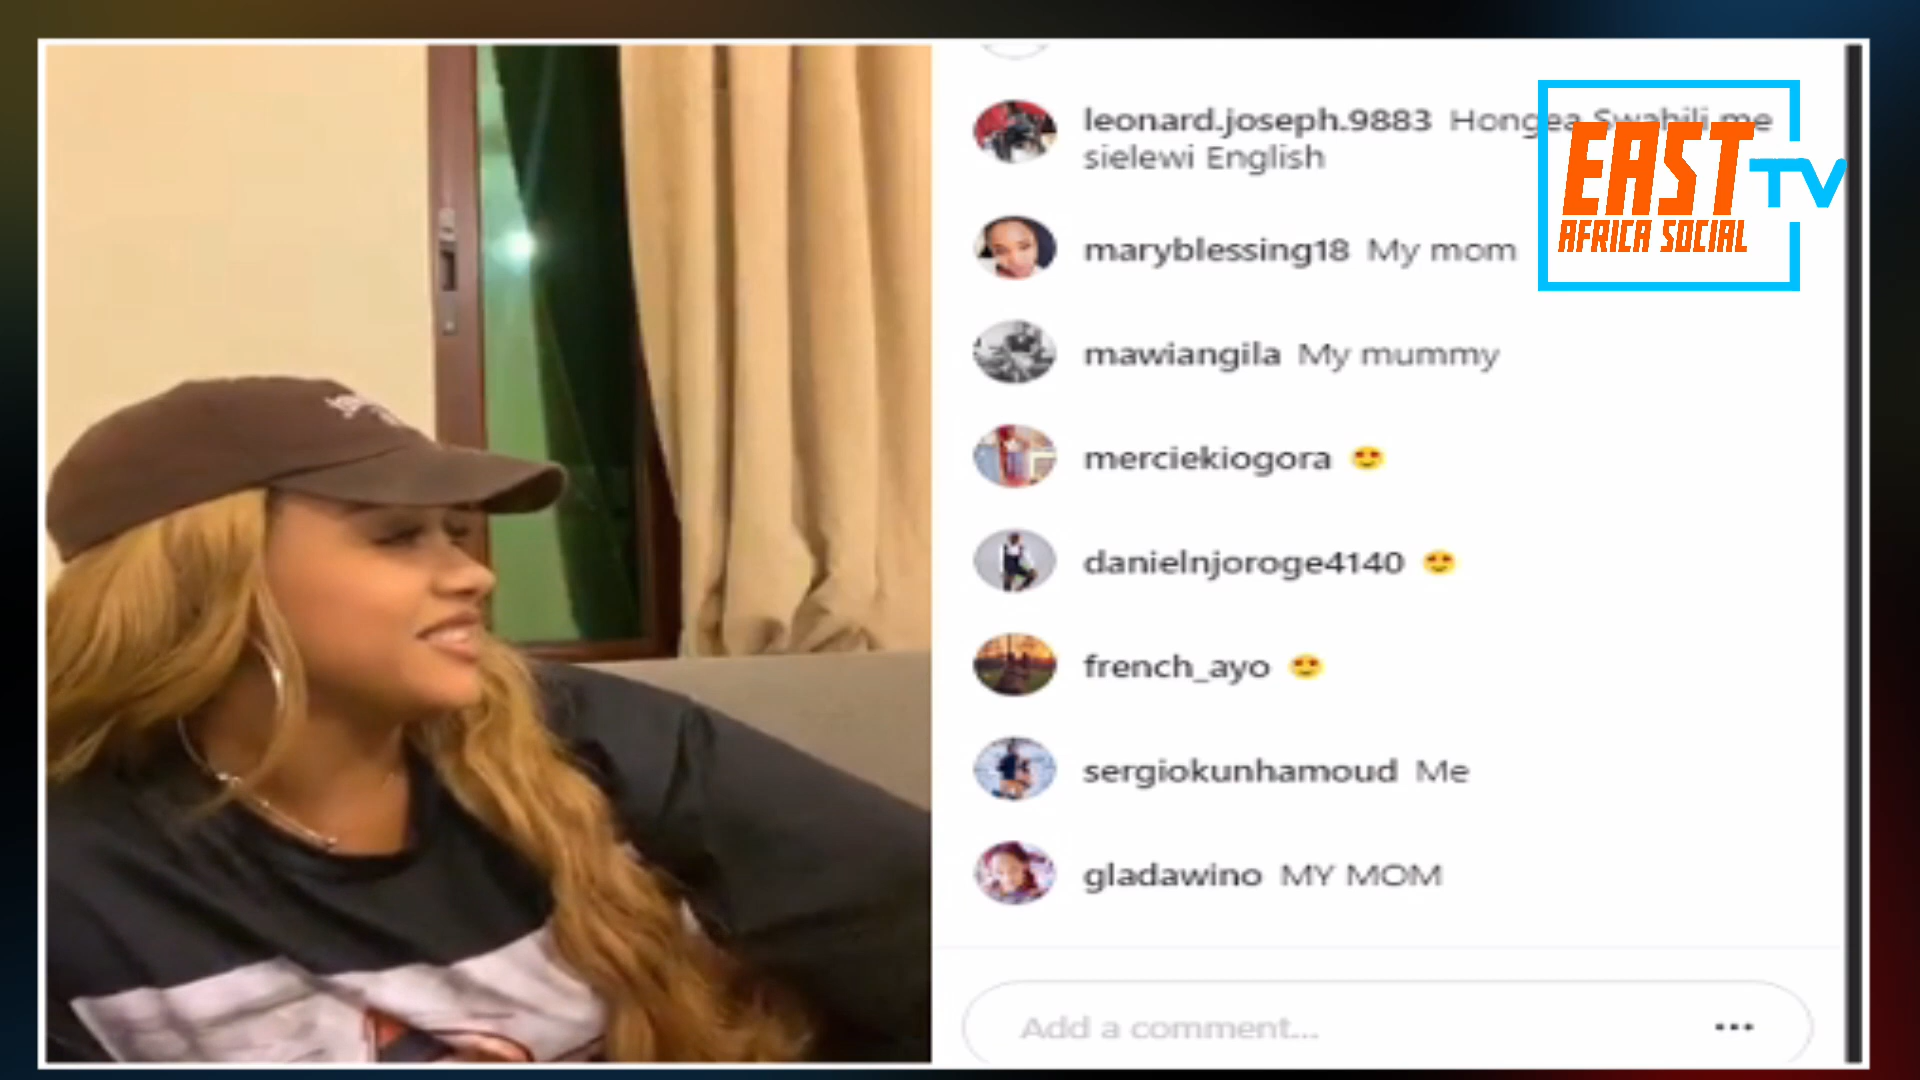 leonard.joseph.9883 Hongea Swahili me
sielewi English
maryblessing18 My mom
mawiangila My mummy
merciekiogora 😍
danielnjoroge4140 😍
french_ayo 😍
sergiokunhamoud Me
gladawino MY MOM
Add a comment...
EAST TV
AFRICA SOCIAL